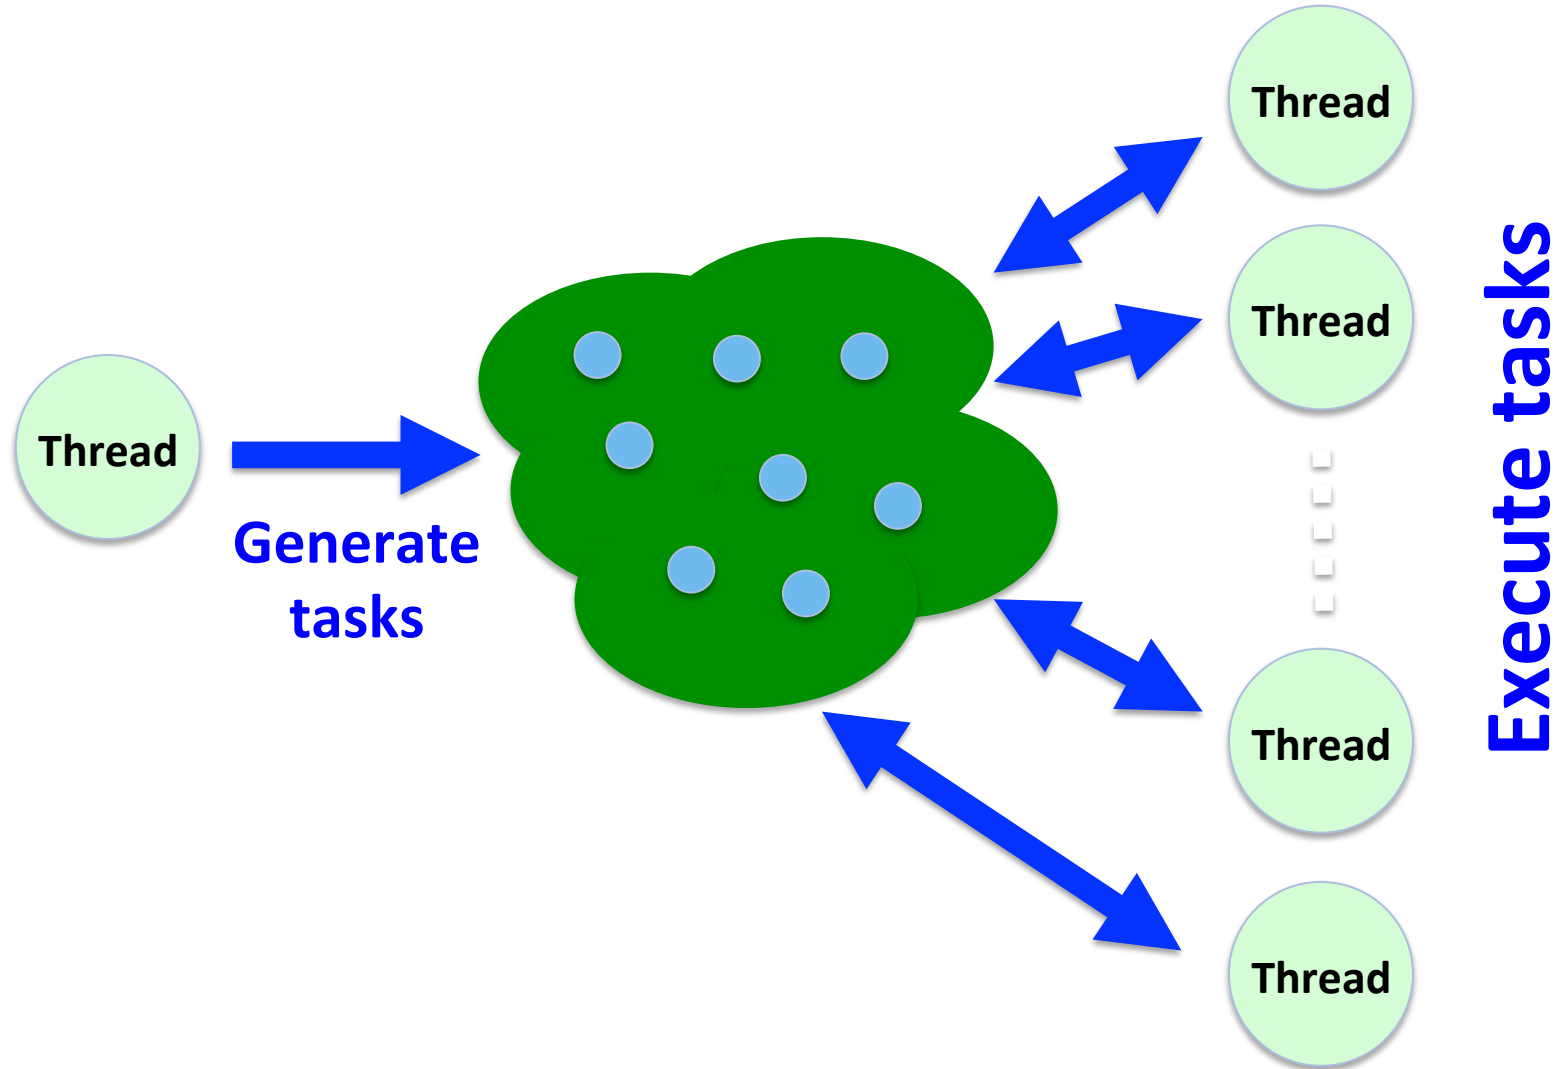 Thread
Generate
tasks
Thread
Thread
Thread
Thread
Execute tasks